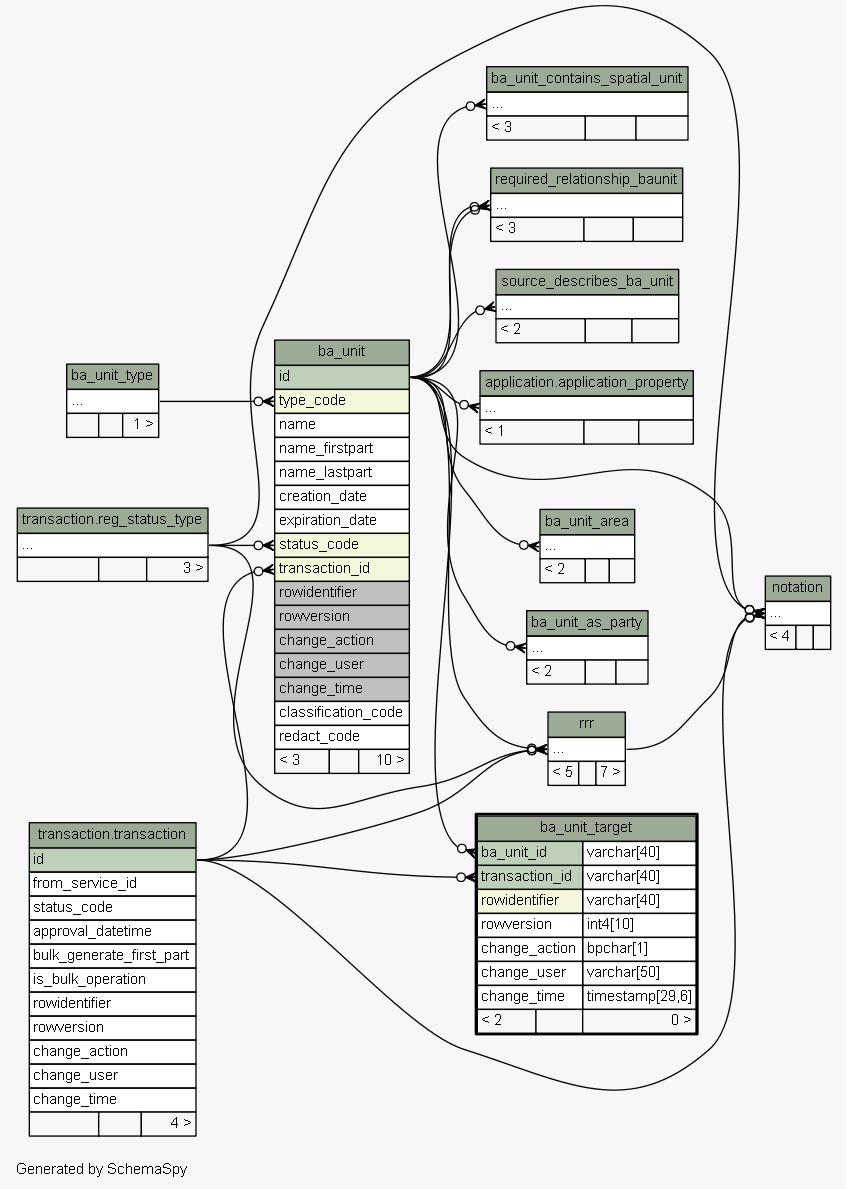 ba_unit_contains_spatial_unit
...
< 3
required_relationship_baunit
...
< 3
source_describes_ba_unit
...
< 2
application.application_property
...
< 1
ba_unit_type
...
1 >
transaction.reg_status_type
...
3 >
ba_unit
id
type_code
name
name_firstpart
name_lastpart
creation_date
expiration_date
status_code
transaction_id
rowidentifier
rowversion
change_action
change_user
change_time
classification_code
redact_code
< 3 10 >
ba_unit_area
...
< 2
ba_unit_as_party
...
< 2
notation
...
< 4
rrr
...
< 5 7 >
transaction.transaction
id
from_service_id
status_code
approval_datetime
bulk_generate_first_part
is_bulk_operation
rowidentifier
rowversion
change_action
change_user
change_time
4 >
ba_unit_target
ba_unit_id varchar[40]
transaction_id varchar[40]
rowidentifier varchar[40]
rowversion int4[10]
change_action bpchar[1]
change_user varchar[50]
change_time timestamp[29,6]
< 2 0 >
Generated by SchemaSpy